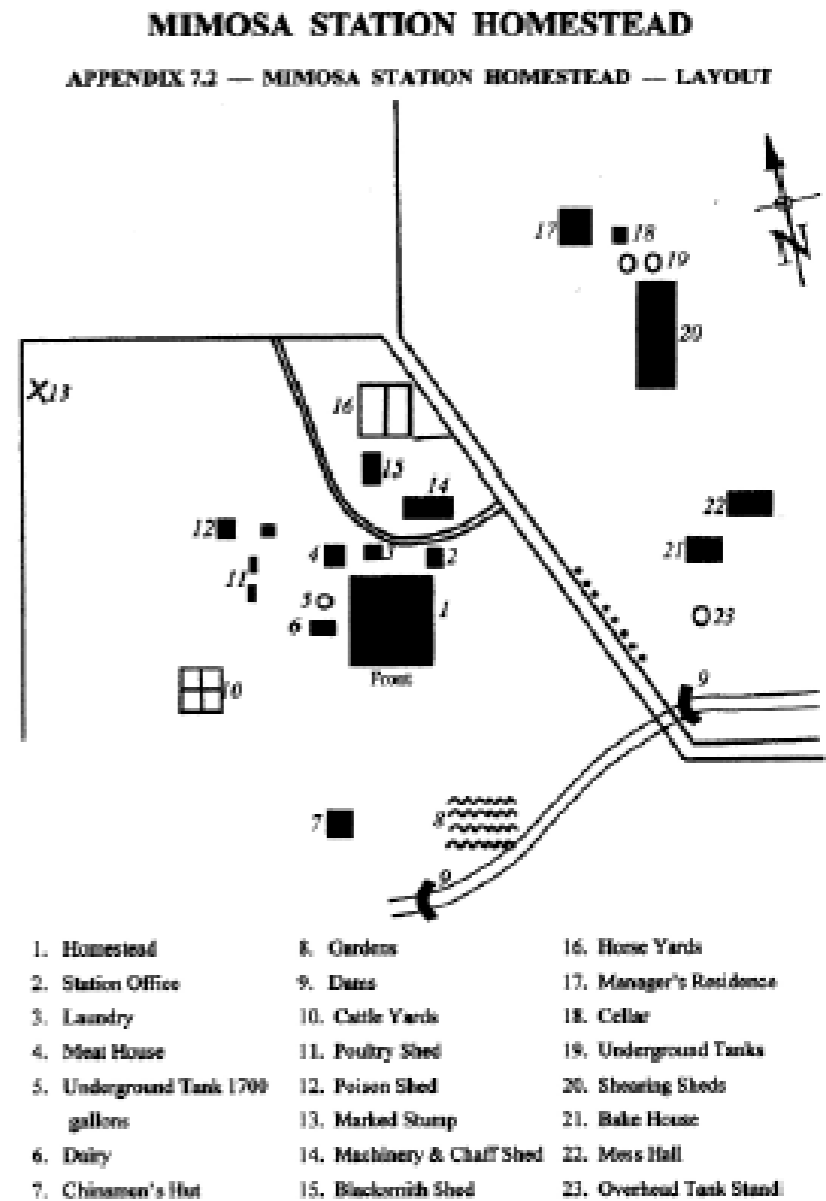 MIMOSA STATION HOMESTEAD
APPENDIX 7.2 — MIMOSA STATION HOMESTEAD — LAYOUT
N
17
18
19
20
X13
16
15
14
12
4
3
2
11
5
6
1
Front
10
22
21
23
9
7
8
9
1. Homestead
2. Station Office
3. Laundry
4. Meat House
5. Underground Tank 1700
gallons
6. Dairy
7. Chinamen's Hut
8. Gardens
9. Dams
10. Cattle Yards
11. Poultry Shed
12. Poison Shed
13. Marked Stump
14. Machinery & Chaff Shed
15. Blacksmith Shed
16. Horse Yards
17. Manager's Residence
18. Cellar
19. Underground Tanks
20. Shearing Sheds
21. Bake House
22. Mess Hall
23. Overhead Tank Stand